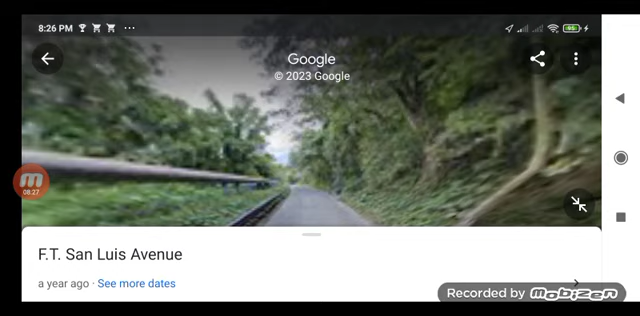 8:26 PM
Google
© 2023 Google
08:27
F.T. San Luis Avenue
a year ago · See more dates
Recorded by mobizen